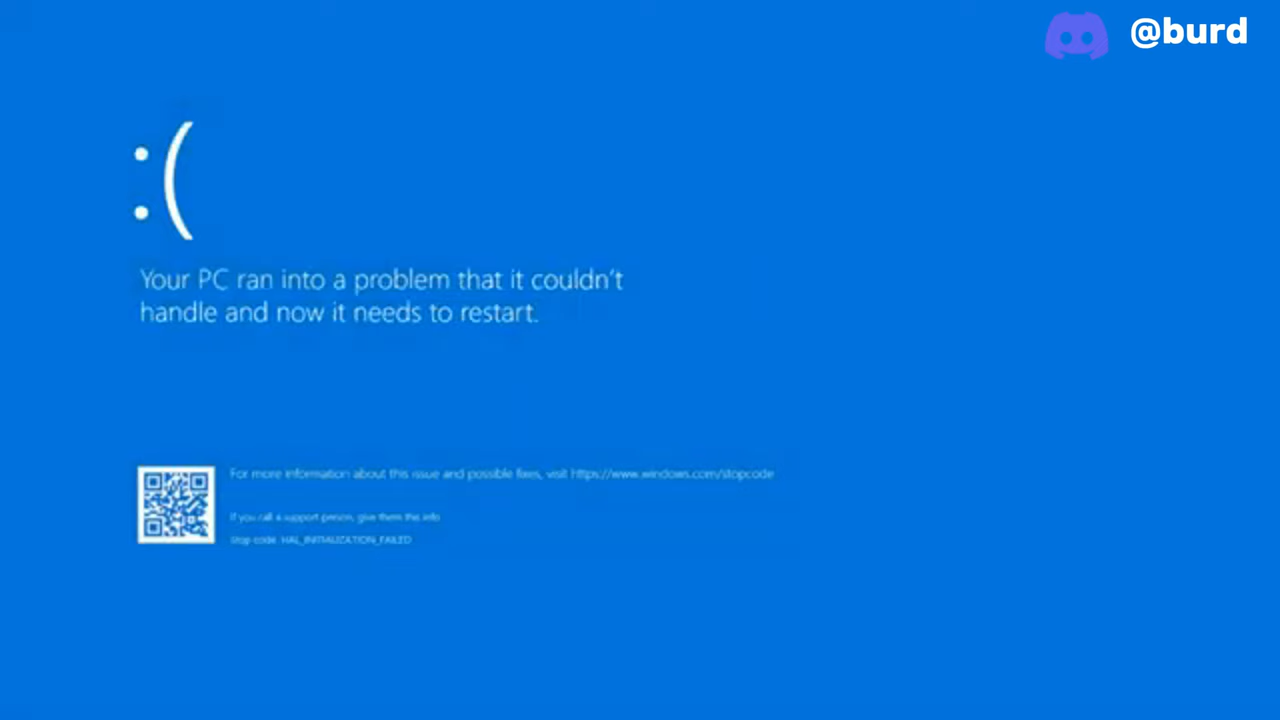 @burd
:(
Your PC ran into a problem that it couldn't
handle and now it needs to restart.
For more information about this issue and possible fixes, visit https://www.windows.com/stopcode
If you call a support person, give them this info
Stop code: HAL_INITIALIZATION_FAILED